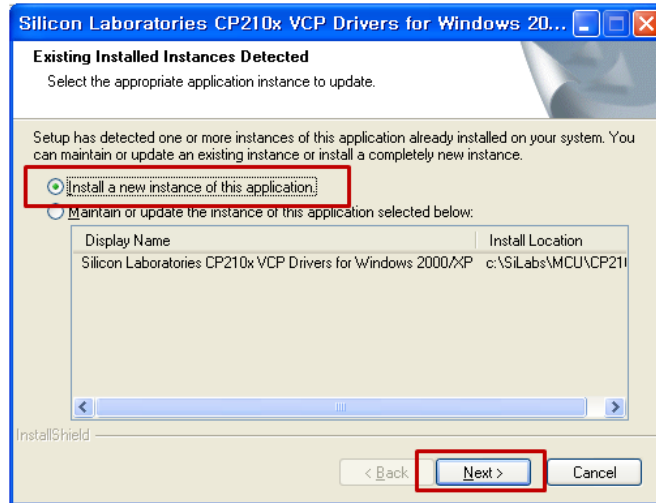 Silicon Laboratories CP210x VCP Drivers for Windows 20...
Existing Installed Instances Detected
Select the appropriate application instance to update.
Setup has detected one or more instances of this application already installed on your system. You
can maintain or update an existing instance or install a completely new instance.
Install a new instance of this application.
Maintain or update the instance of this application selected below:
Display Name Install Location
Silicon Laboratories CP210x VCP Drivers for Windows 2000/XP c:\SiLabs\MCU\CP21
InstallShield
< Back Next > Cancel